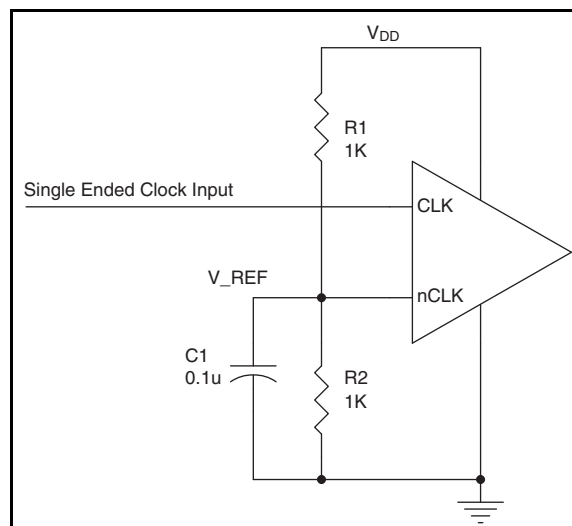 VDD
R1
1K
Single Ended Clock Input
CLK
V_REF
nCLK
C1
0.1u
R2
1K